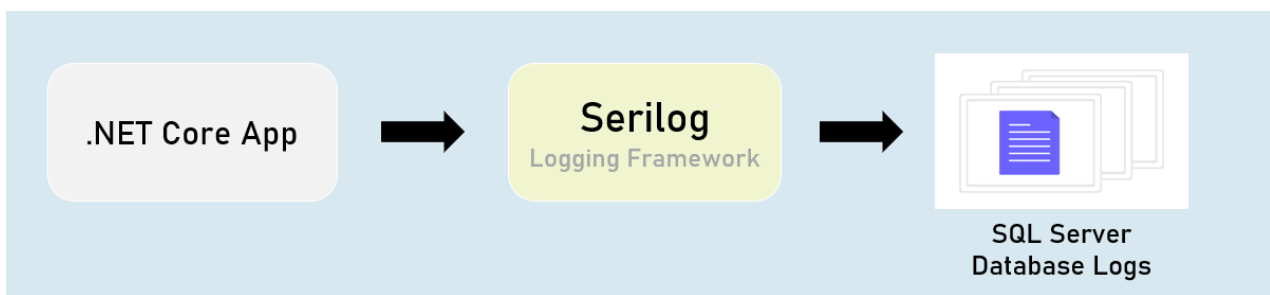 .NET Core App
Serilog
Logging Framework
SQL Server
Database Logs